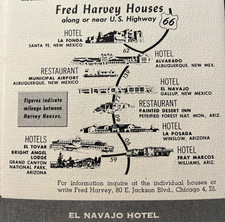 Fred Harvey Houses
along or near U.S. Highway
66
HOTEL
LA FONDA
SANTA FE, NEW MEXICO
62
HOTEL
ALVARADO
ALBUQUERQUE, NEW MEX.
RESTAURANT
MUNICIPAL AIRPORT
ALBUQUERQUE, NEW MEXICO
HOTEL
EL NAVAJO
GALLUP, NEW MEXICO
Figures indicate
mileage between
Harvey Houses.
RESTAURANT
PAINTED DESERT INN
PETRIFIED FOREST NAT. MON., ARIZ.
HOTEL
LA POSADA
WINSLOW, ARIZONA
HOTELS
EL TOVAR
BRIGHT ANGEL
LODGE
GRAND CANYON
NATIONAL PARK,
ARIZONA
59
HOTEL
FRAY MARCOS
WILLIAMS, ARIZ.
For information inquire at the individual houses or
write Fred Harvey, 80 E. Jackson Blvd., Chicago 4, Ill.
EL NAVAJO HOTEL